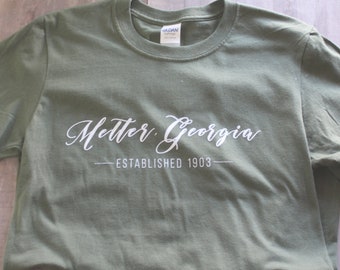 GILDAN
Metter, Georgia
ESTABLISHED 1903